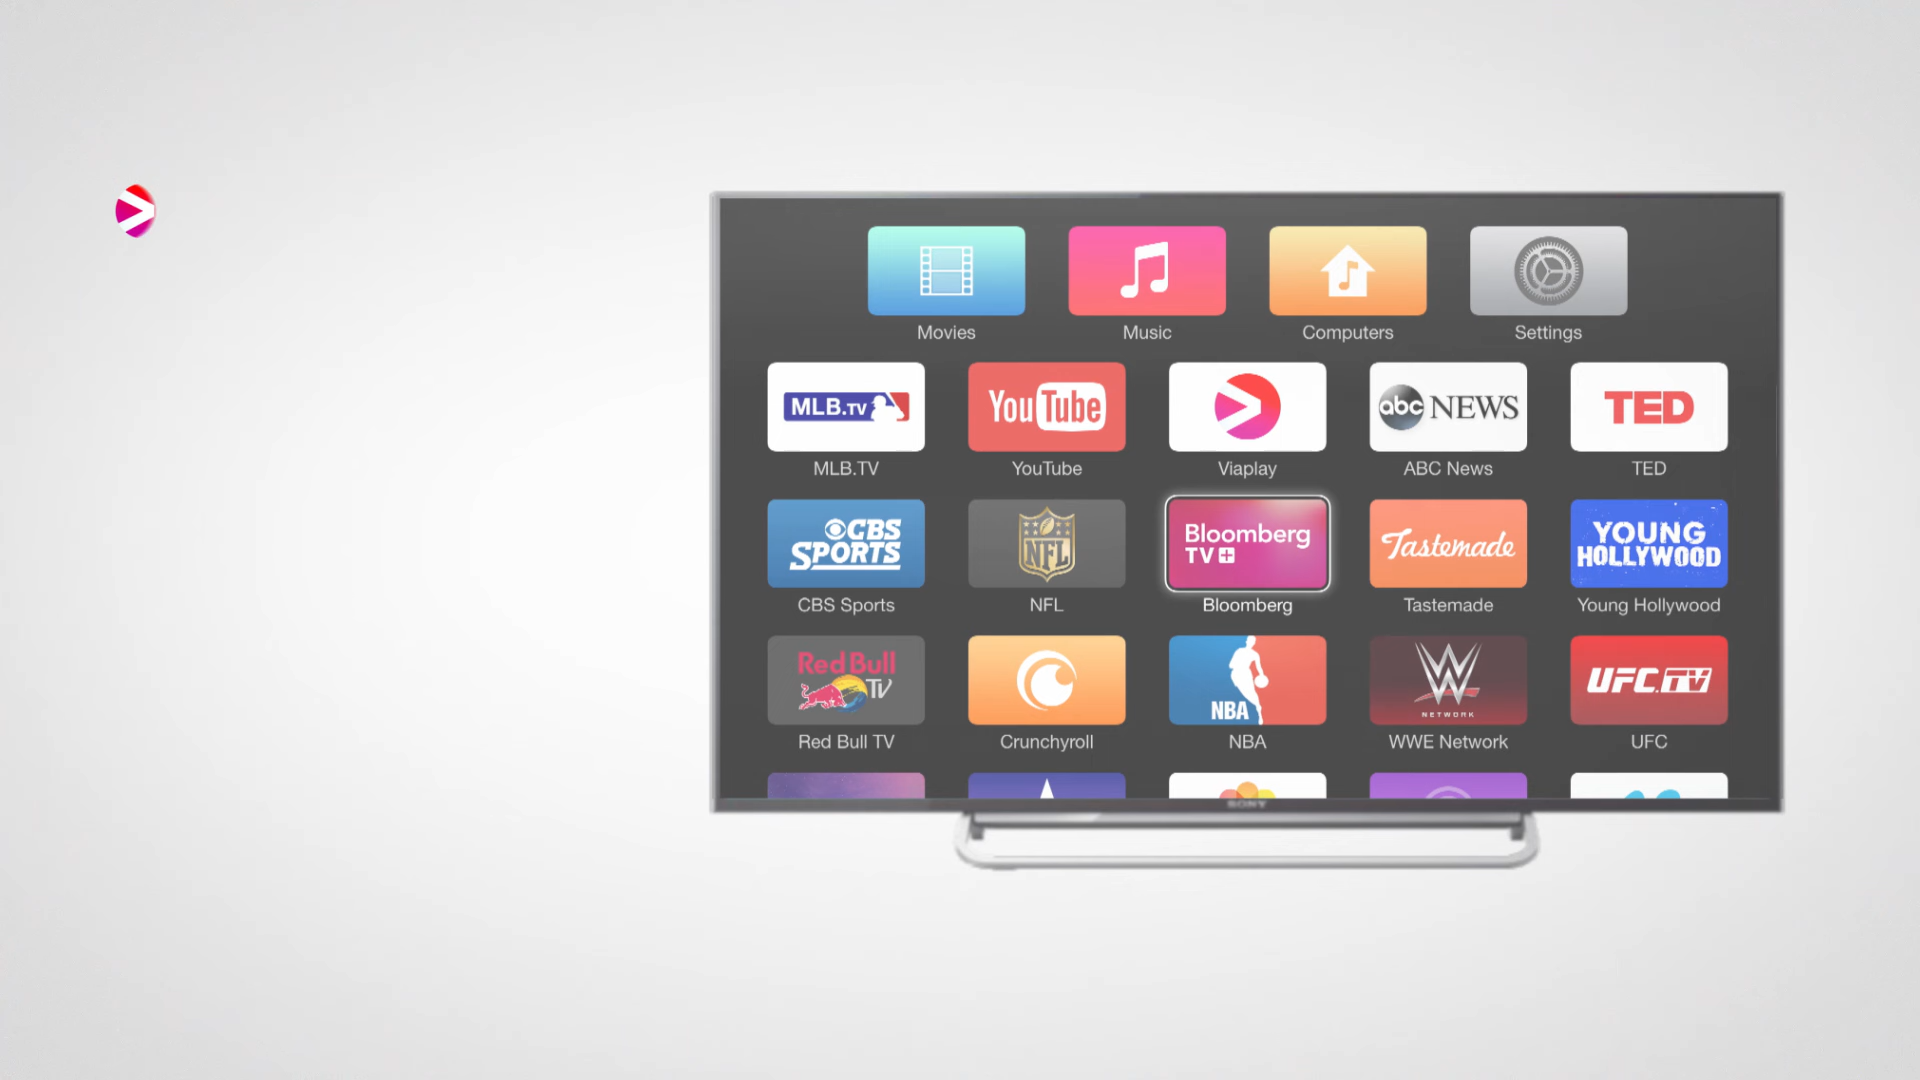 Movies
Music
Computers
Settings
MLB.TV
YouTube
abc NEWS
TED
MLB.TV
YouTube
Viaplay
ABC News
TED
CBS SPORTS
NFL
Bloomberg TV+
Tastemade
YOUNG HOLLYWOOD
CBS Sports
NFL
Bloomberg
Tastemade
Young Hollywood
Red Bull TV
NBA
W NETWORK
UFC.TV
Red Bull TV
Crunchyroll
NBA
WWE Network
UFC
SONY